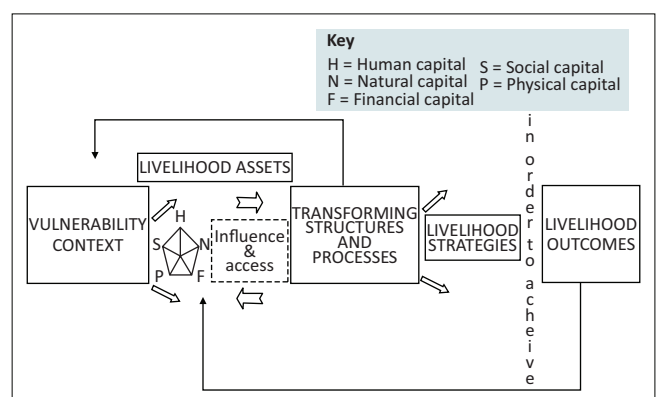 Key
H = Human capital
N = Natural capital
F = Financial capital
S = Social capital
P = Physical capital
LIVELIHOOD ASSETS
VULNERABILITY
CONTEXT
H
S
N
P
F
Influence
&
access
TRANSFORMING
STRUCTURES
AND
PROCESSES
LIVELIHOOD
STRATEGIES
in order to acheive
LIVELIHOOD
OUTCOMES